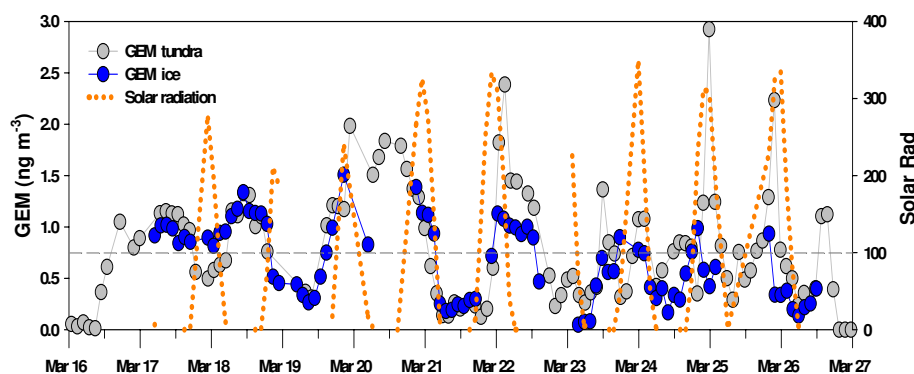 3.0
2.5
2.0
1.5
1.0
0.5
0.0
GEM (ng m⁻³)
GEM tundra
GEM ice
Solar radiation
400
300
200
100
0
Solar Rad
Mar 16 Mar 17 Mar 18 Mar 19 Mar 20 Mar 21 Mar 22 Mar 23 Mar 24 Mar 25 Mar 26 Mar 27